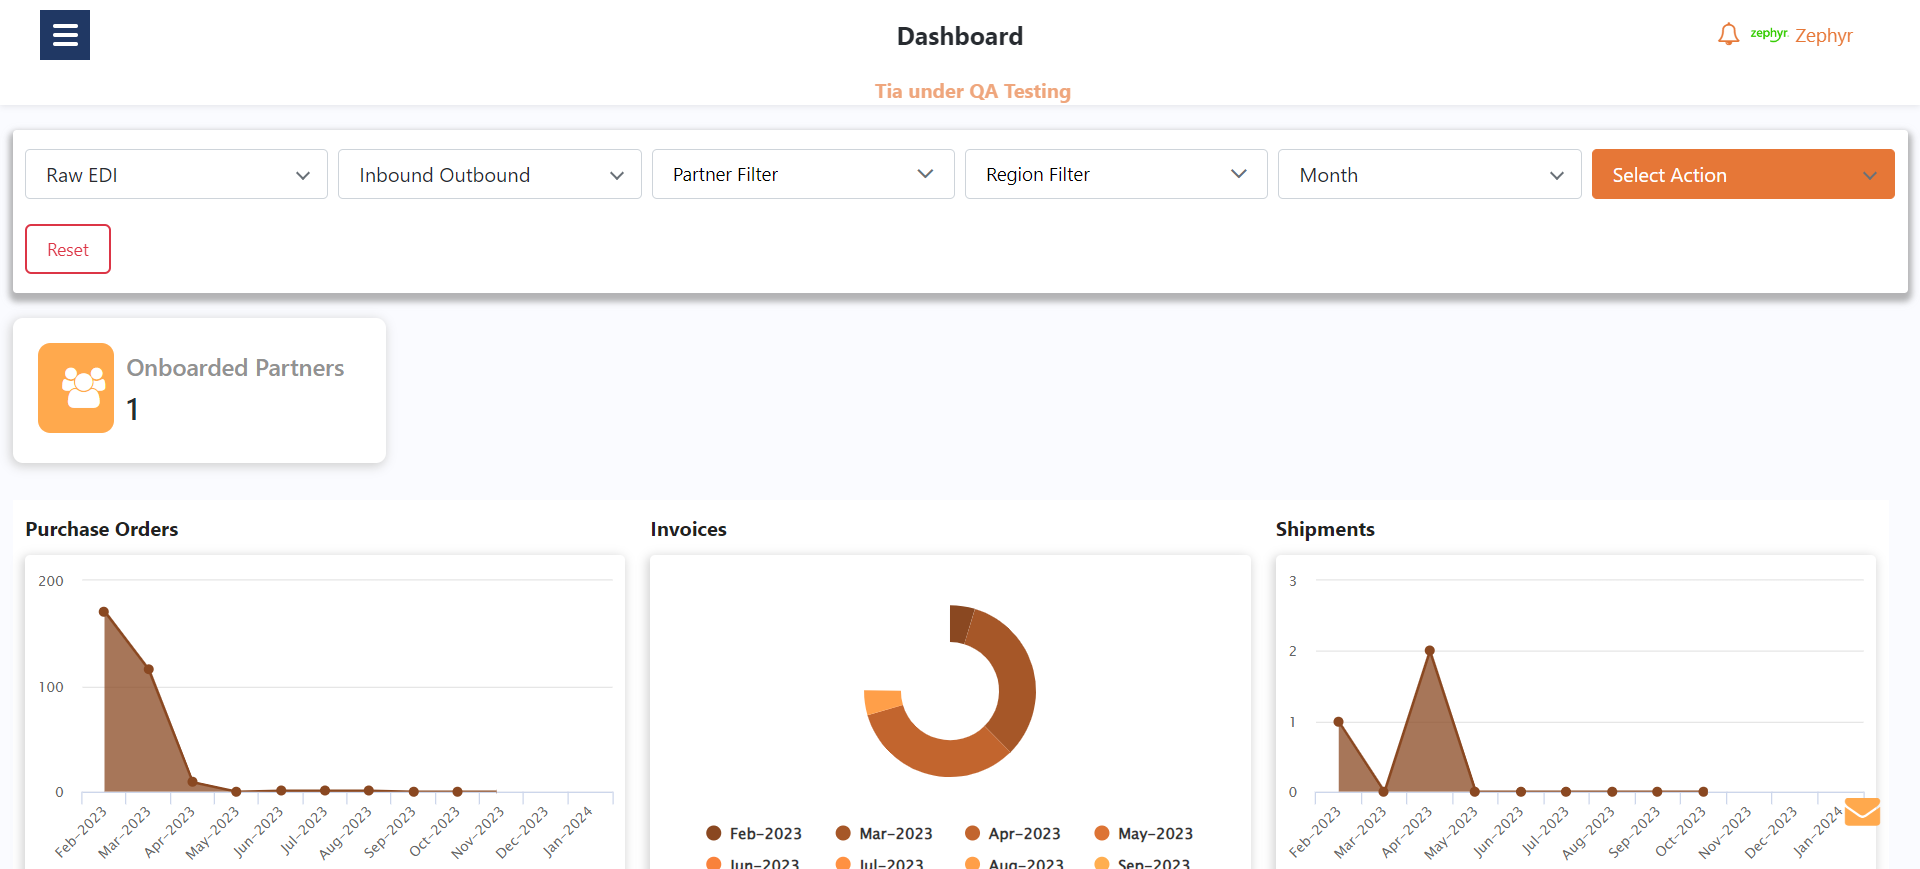 Dashboard
zephyr Zephyr
Tia under QA Testing
Raw EDI
Inbound Outbound
Partner Filter
Region Filter
Month
Select Action
Reset
Onboarded Partners
1
Purchase Orders
200
100
0
Feb-2023
Mar-2023
Apr-2023
May-2023
Jun-2023
Jul-2023
Aug-2023
Sep-2023
Oct-2023
Nov-2023
Dec-2023
Jan-2024
Invoices
Feb-2023 Mar-2023 Apr-2023 May-2023
Jun-2023 Jul-2023 Aug-2023 Sep-2023
Shipments
3
2
1
0
Feb-2023
Mar-2023
Apr-2023
May-2023
Jun-2023
Jul-2023
Aug-2023
Sep-2023
Oct-2023
Nov-2023
Dec-2023
Jan-2024